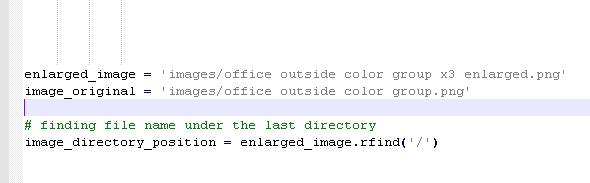 enlarged_image = 'images/office outside color group x3 enlarged.png'
image_original = 'images/office outside color group.png'
# finding file name under the last directory
image_directory_position = enlarged_image.rfind('/')